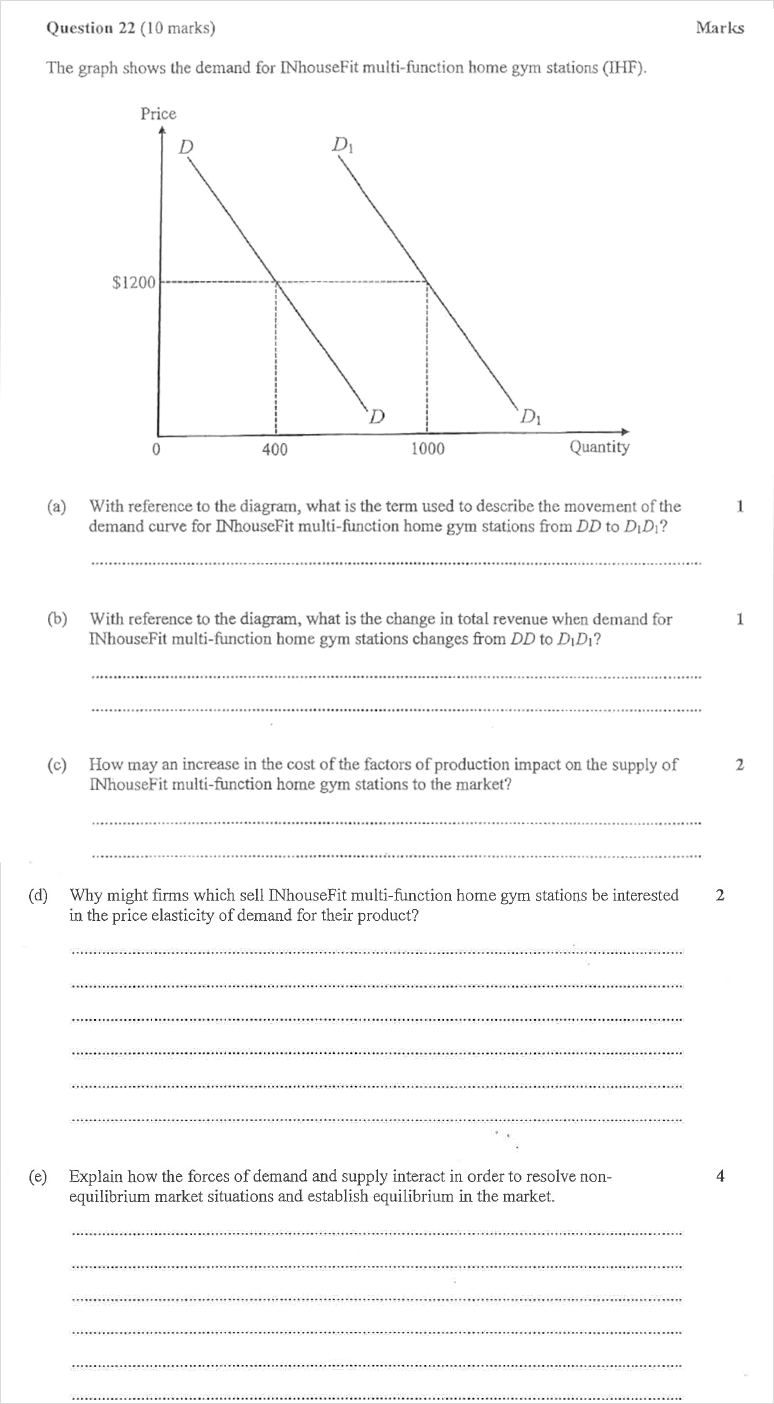 Question 22 (10 marks) Marks
The graph shows the demand for INhouseFit multi-function home gym stations (IHF).
Price
D D₁
$1200
D D₁
0 400 1000 Quantity
(a) With reference to the diagram, what is the term used to describe the movement of the 1
demand curve for INhouseFit multi-function home gym stations from DD to D₁D₁?
(b) With reference to the diagram, what is the change in total revenue when demand for 1
INhouseFit multi-function home gym stations changes from DD to D₁D₁?
(c) How may an increase in the cost of the factors of production impact on the supply of 2
INhouseFit multi-function home gym stations to the market?
(d) Why might firms which sell INhouseFit multi-function home gym stations be interested 2
in the price elasticity of demand for their product?
(e) Explain how the forces of demand and supply interact in order to resolve non- 4
equilibrium market situations and establish equilibrium in the market.